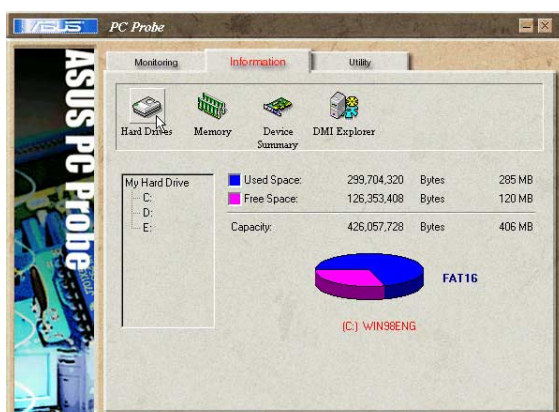 ASUS PC Probe
ASUS PC Probe
Monitoring Information Utility
Hard Drives Memory Device Summary DMI Explorer
My Hard Drive
C:
D:
E:
Used Space: 299,704,320 Bytes 285 MB
Free Space: 126,353,408 Bytes 120 MB
Capacity: 426,057,728 Bytes 406 MB
FAT16
(C:) WIN98ENG